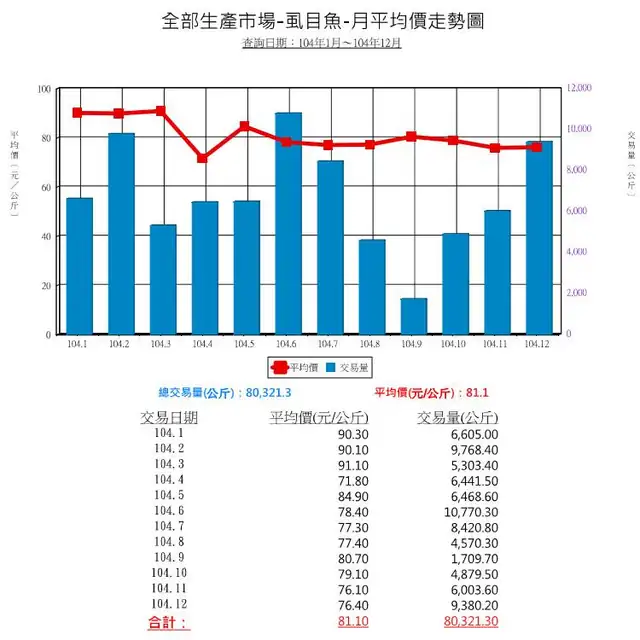 全部生產市場-虱目魚-月平均價走勢圖
查詢日期：104年1月～104年12月
平均價（元／公斤）
交易量（公斤）
100
80
60
40
20
0
12,000
10,000
8,000
6,000
4,000
2,000
0
104.1 104.2 104.3 104.4 104.5 104.6 104.7 104.8 104.9 104.10 104.11 104.12
平均價 交易量
總交易量(公斤)：80,321.3 平均價(元/公斤)：81.1
交易日期 平均價(元/公斤) 交易量(公斤)
104.1 90.30 6,605.00
104.2 90.10 9,768.40
104.3 91.10 5,303.40
104.4 71.80 6,441.50
104.5 84.90 6,468.60
104.6 78.40 10,770.30
104.7 77.30 8,420.80
104.8 77.40 4,570.30
104.9 80.70 1,709.70
104.10 79.10 4,879.50
104.11 76.10 6,003.60
104.12 76.40 9,380.20
合計： 81.10 80,321.30